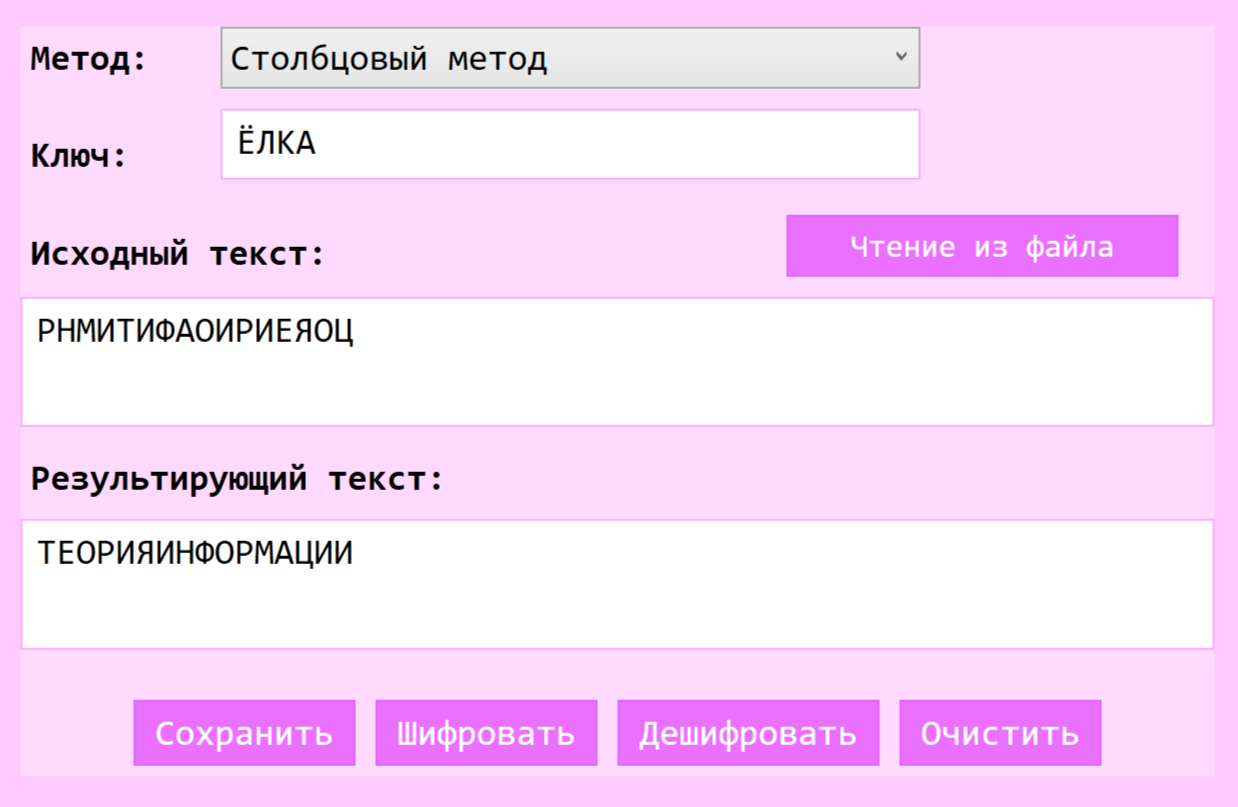 Метод: Столбцовый метод
Ключ: ЁЛКА
Исходный текст: Чтение из файла
РНМИТИФАОИРИЕЯОЦ
Результирующий текст:
ТЕОРИЯИНФОРМАЦИИ
Сохранить Шифровать Дешифровать Очистить